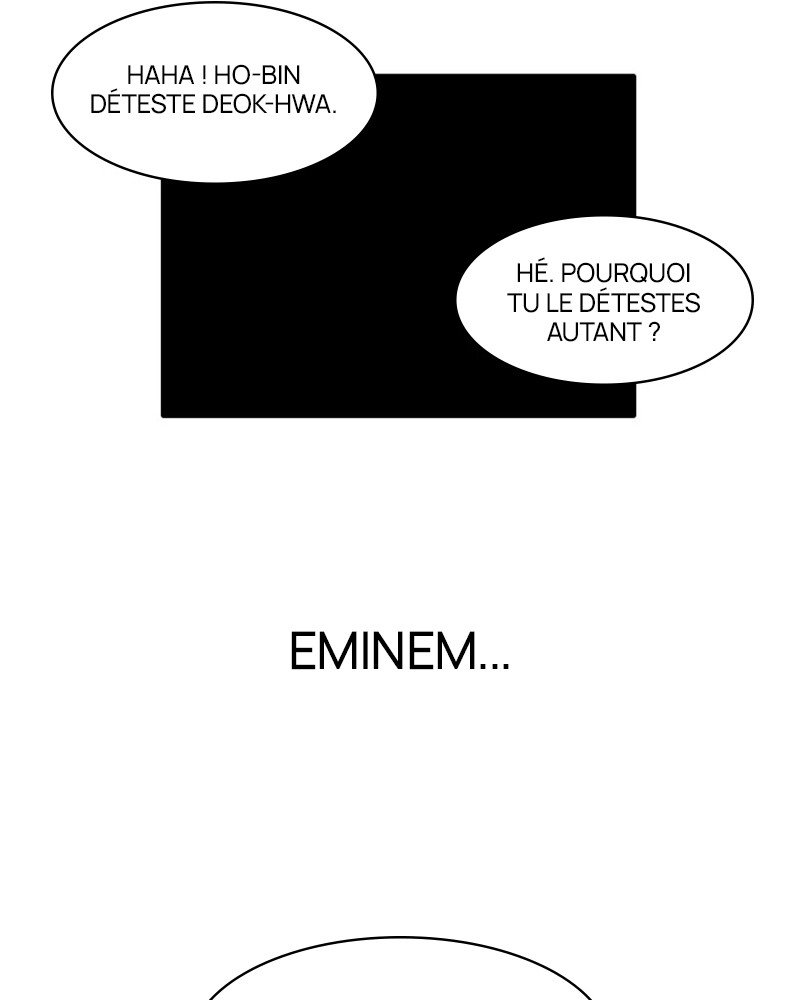 HAHA ! HO-BIN
DÉTESTE DEOK-HWA.
HÉ. POURQUOI
TU LE DÉTESTES
AUTANT ?
EMINEM...